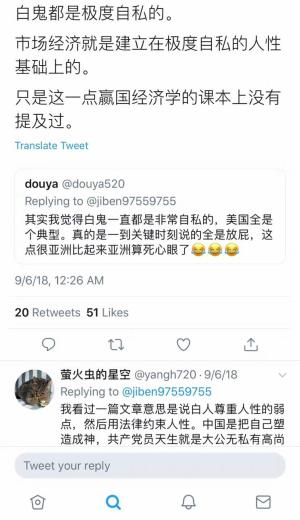 白鬼都是极度自私的。
市场经济就是建立在极度自私的人性
基础上的。
只是这一点赢国经济学的课本上没有
提及过。
Translate Tweet
douya @douya520
Replying to @jiben97559755
其实我觉得白鬼一直都是非常自私的，美国全是
个典型。真的是一到关键时刻说的全是放屁，这
点很亚洲比起来亚洲算死心眼了😂😂😂
9/6/18, 12:26 AM
20 Retweets 51 Likes
萤火虫的星空 @yangh720 · 9/6/18
Replying to @jiben97559755
我看过一篇文章意思是说白人尊重人性的弱
点，然后用法律约束人性。中国是把自己塑
造成神，共产党员天生就是大公无私有高尚
Tweet your reply